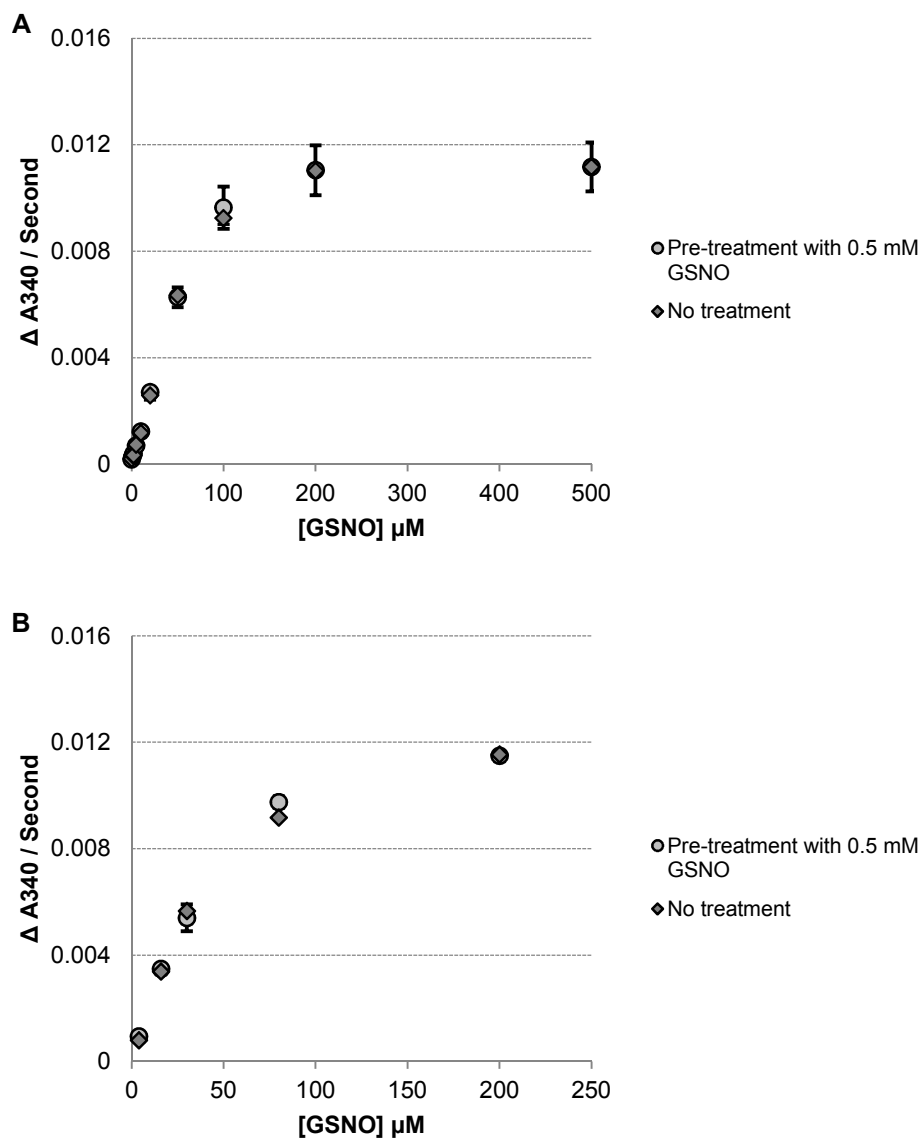 A
0.016
0.012
0.008
0.004
0
Δ A340 / Second
0 100 200 300 400 500
[GSNO] μM
Pre-treatment with 0.5 mM
GSNO
No treatment
B
0.016
0.012
0.008
0.004
0
Δ A340 / Second
0 50 100 150 200 250
[GSNO] μM
Pre-treatment with 0.5 mM
GSNO
No treatment